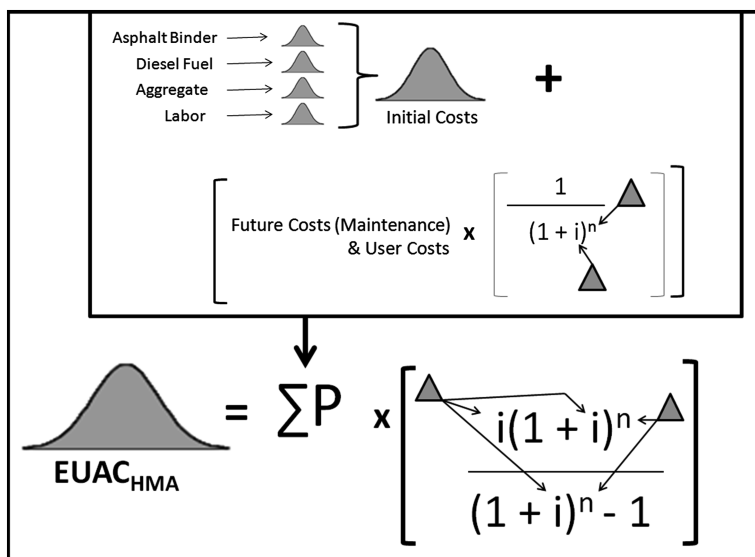 Asphalt Binder
Diesel Fuel
Aggregate
Labor
Initial Costs
+
Future Costs (Maintenance)
& User Costs
x
1
(1 + i)ⁿ
EUAC_HMA
=
∑P
x
i(1 + i)ⁿ
(1 + i)ⁿ - 1